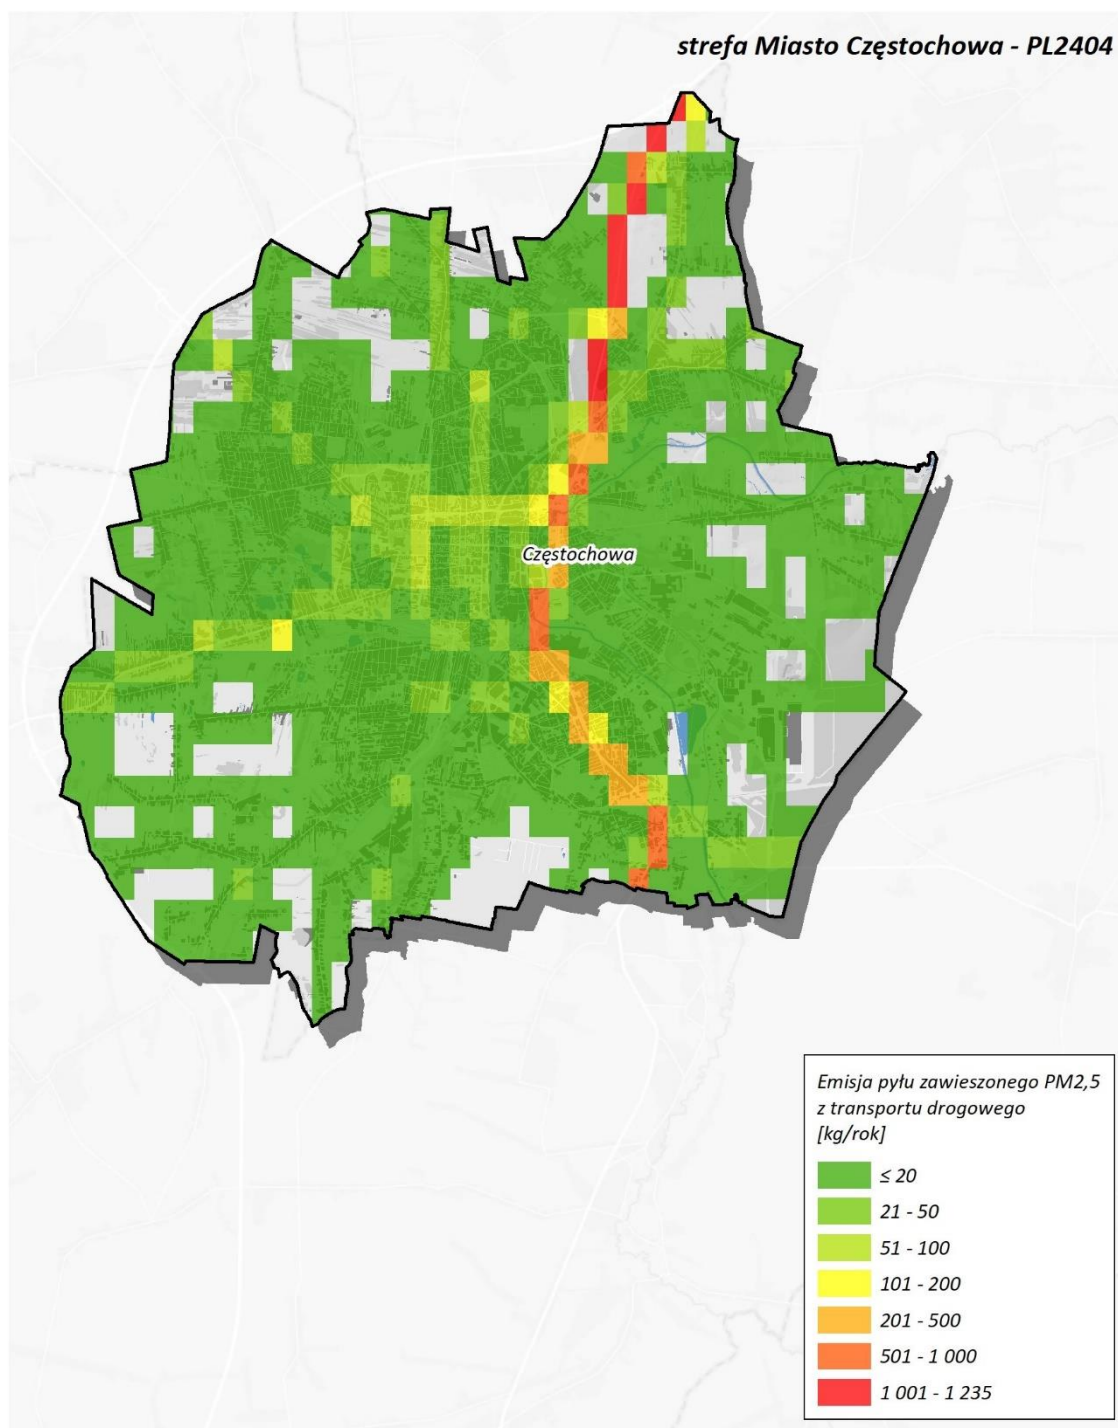 strefa Miasto Częstochowa - PL2404
Częstochowa
Emisja pyłu zawieszonego PM2,5
z transportu drogowego
[kg/rok]
≤ 20
21 - 50
51 - 100
101 - 200
201 - 500
501 - 1 000
1 001 - 1 235